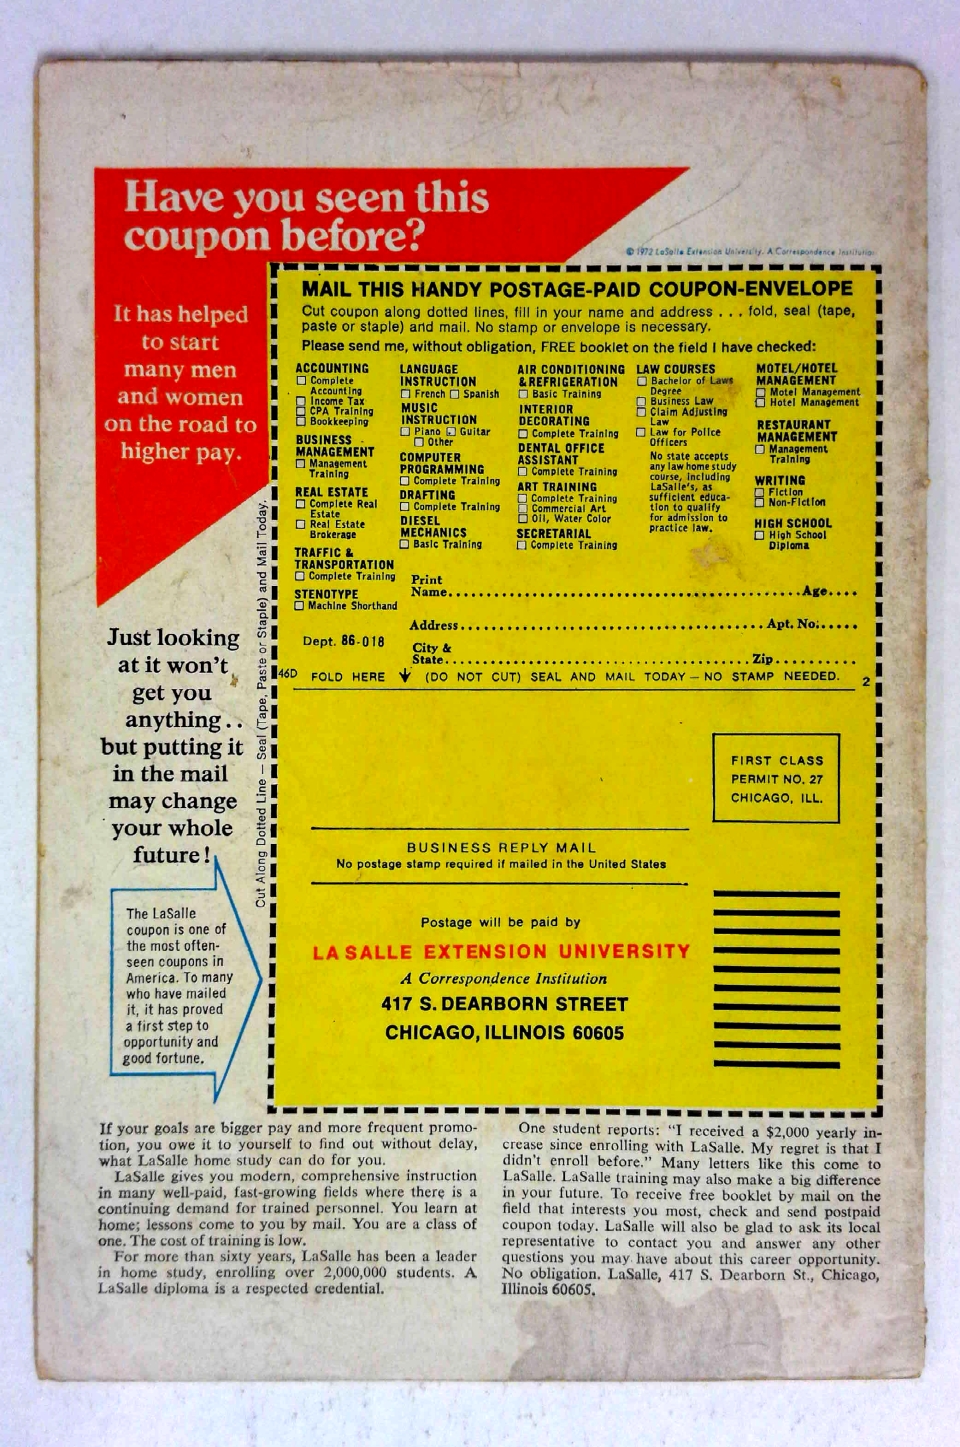 Have you seen this
coupon before?
© 1972 LaSalle Extension University. A Correspondence Institution
It has helped
to start
many men
and women
on the road to
higher pay.
MAIL THIS HANDY POSTAGE-PAID COUPON-ENVELOPE
Cut coupon along dotted lines, fill in your name and address . . . fold, seal (tape,
paste or staple) and mail. No stamp or envelope is necessary.
Please send me, without obligation, FREE booklet on the field I have checked:
ACCOUNTING
Complete
Accounting
Income Tax
CPA Training
Bookkeeping
BUSINESS
MANAGEMENT
Management
Training
REAL ESTATE
Complete Real
Estate
Real Estate
Brokerage
TRAFFIC &
TRANSPORTATION
Complete Training
STENOTYPE
Machine Shorthand
LANGUAGE
INSTRUCTION
French Spanish
MUSIC
INSTRUCTION
Piano Guitar
Other
COMPUTER
PROGRAMMING
Complete Training
DRAFTING
Complete Training
DIESEL
MECHANICS
Basic Training
AIR CONDITIONING
& REFRIGERATION
Basic Training
INTERIOR
DECORATING
Complete Training
DENTAL OFFICE
ASSISTANT
Complete Training
ART TRAINING
Complete Training
Commercial Art
Oil, Water Color
SECRETARIAL
Complete Training
LAW COURSES
Bachelor of Laws
Degree
Business Law
Claim Adjusting
Law
Law for Police
Officers
No state accepts
any law home study
course, including
LaSalle's, as
sufficient educa-
tion to qualify
for admission to
practice law.
MOTEL/HOTEL
MANAGEMENT
Motel Management
Hotel Management
RESTAURANT
MANAGEMENT
Management
Training
WRITING
Fiction
Non-Fiction
HIGH SCHOOL
High School
Diploma
Print
Name.......Age....
Address.......Apt. No:.....
Dept. 86-018
City &
State.......Zip..........
46D FOLD HERE (DO NOT CUT) SEAL AND MAIL TODAY – NO STAMP NEEDED. 2
Cut Along Dotted Line — Seal (Tape, Paste or Staple) and Mail Today.
Just looking
at it won't
get you
anything..
but putting it
in the mail
may change
your whole
future!
The LaSalle
coupon is one of
the most often-
seen coupons in
America. To many
who have mailed
it, it has proved
a first step to
opportunity and
good fortune.
FIRST CLASS
PERMIT NO. 27
CHICAGO, ILL.
BUSINESS REPLY MAIL
No postage stamp required if mailed in the United States
Postage will be paid by
LA SALLE EXTENSION UNIVERSITY
A Correspondence Institution
417 S. DEARBORN STREET
CHICAGO, ILLINOIS 60605
If your goals are bigger pay and more frequent promo-
tion, you owe it to yourself to find out without delay,
what LaSalle home study can do for you.
LaSalle gives you modern, comprehensive instruction
in many well-paid, fast-growing fields where there is a
continuing demand for trained personnel. You learn at
home; lessons come to you by mail. You are a class of
one. The cost of training is low.
For more than sixty years, LaSalle has been a leader
in home study, enrolling over 2,000,000 students. A
LaSalle diploma is a respected credential.
One student reports: "I received a $2,000 yearly in-
crease since enrolling with LaSalle. My regret is that I
didn't enroll before." Many letters like this come to
LaSalle. LaSalle training may also make a big difference
in your future. To receive free booklet by mail on the
field that interests you most, check and send postpaid
coupon today. LaSalle will also be glad to ask its local
representative to contact you and answer any other
questions you may have about this career opportunity.
No obligation. LaSalle, 417 S. Dearborn St., Chicago,
Illinois 60605.